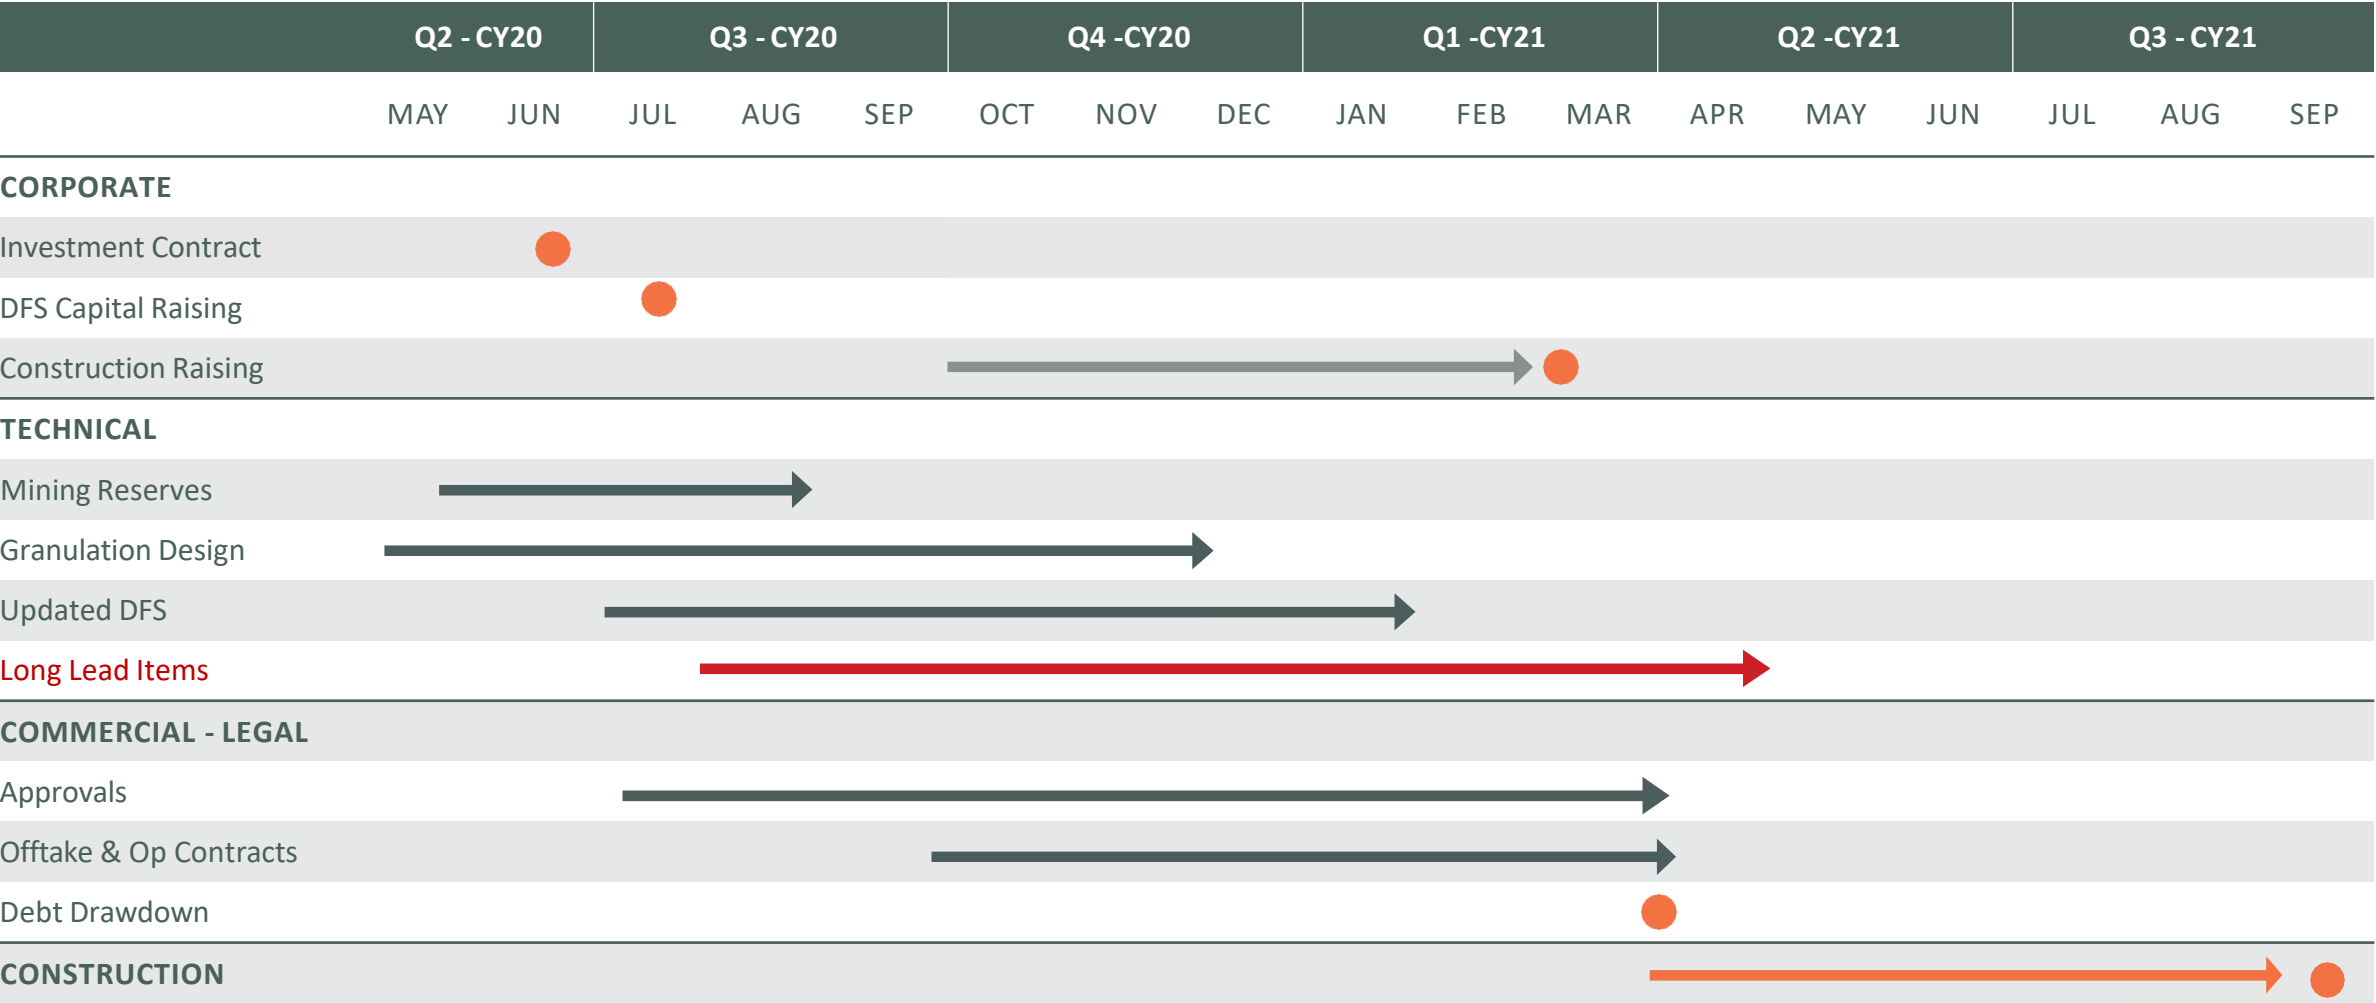 Q2 - CY20 Q3 - CY20 Q4 -CY20 Q1 -CY21 Q2 -CY21 Q3 - CY21
MAY JUN JUL AUG SEP OCT NOV DEC JAN FEB MAR APR MAY JUN JUL AUG SEP
CORPORATE
Investment Contract
DFS Capital Raising
Construction Raising
TECHNICAL
Mining Reserves
Granulation Design
Updated DFS
Long Lead Items
COMMERCIAL - LEGAL
Approvals
Offtake & Op Contracts
Debt Drawdown
CONSTRUCTION